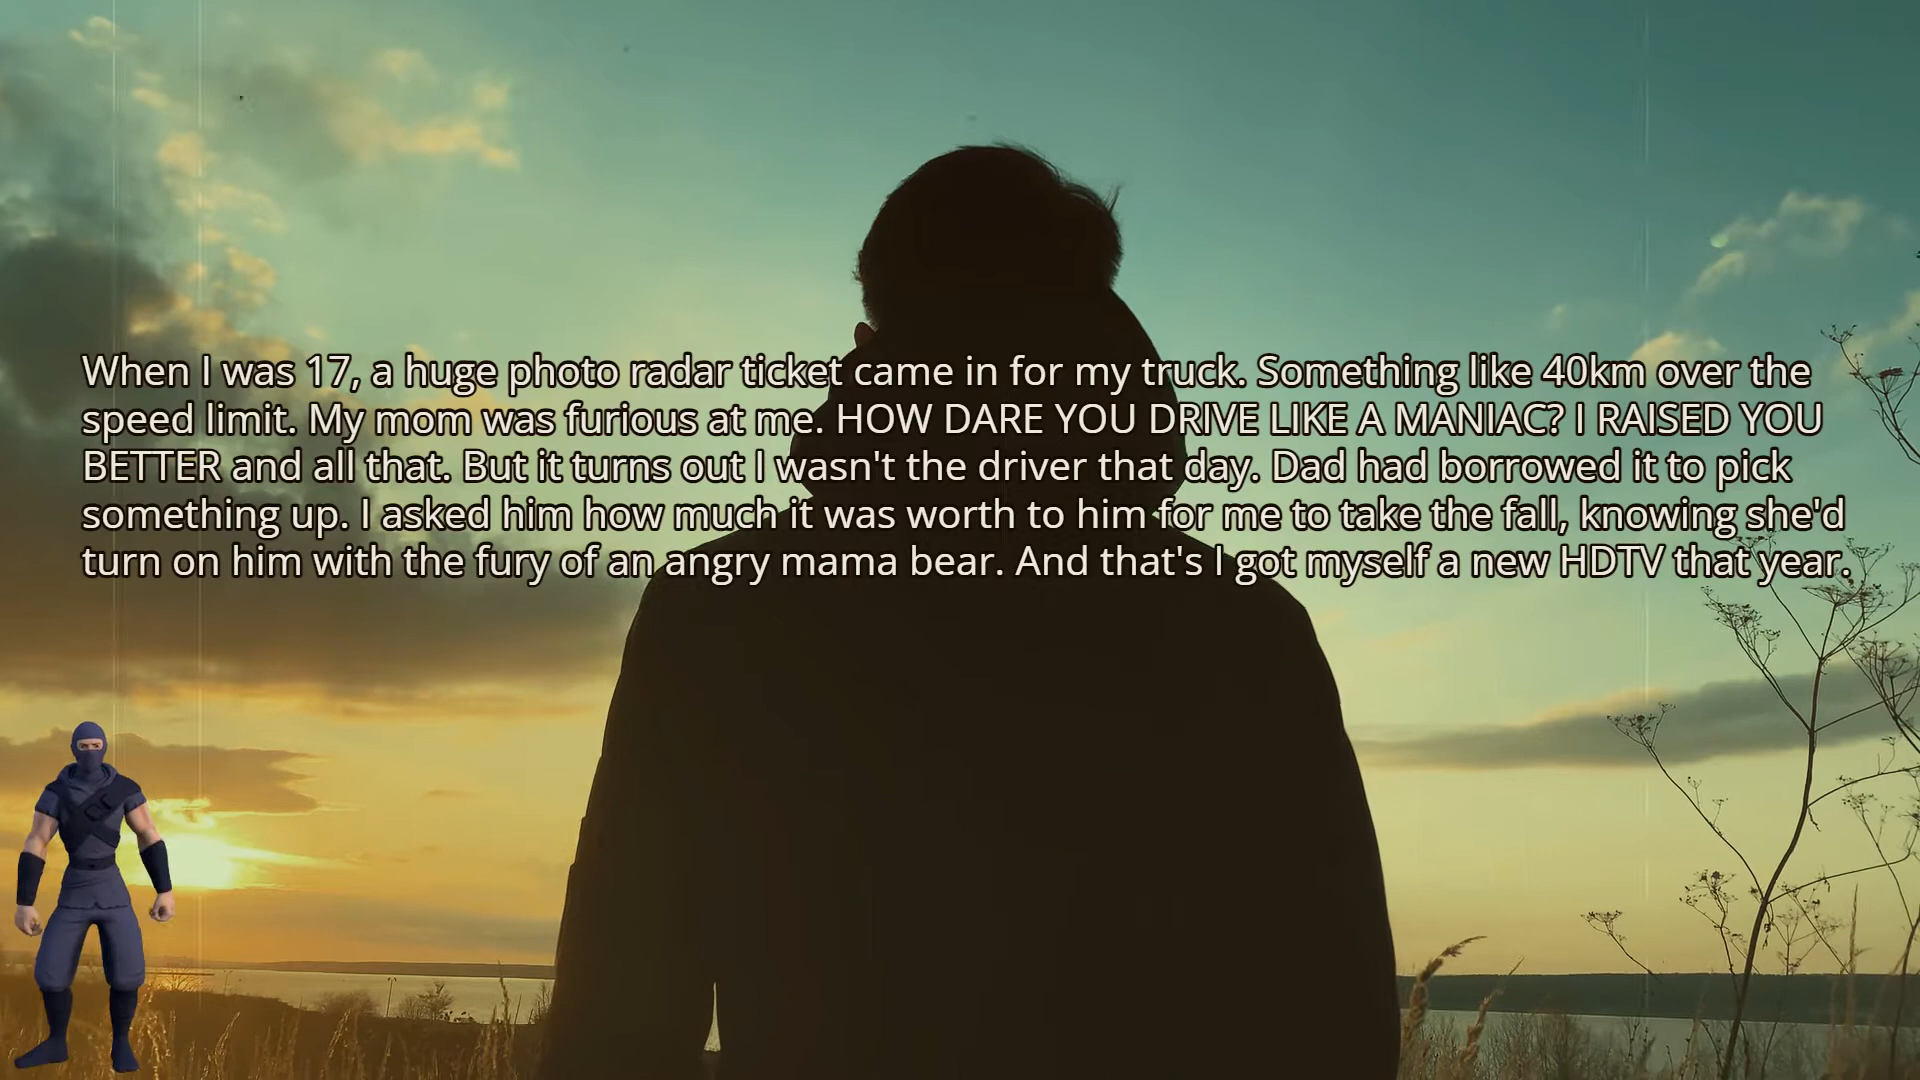 When I was 17, a huge photo radar ticket came in for my truck. Something like 40km over the
speed limit. My mom was furious at me. HOW DARE YOU DRIVE LIKE A MANIAC? I RAISED YOU
BETTER and all that. But it turns out I wasn't the driver that day. Dad had borrowed it to pick
something up. I asked him how much it was worth to him for me to take the fall, knowing she'd
turn on him with the fury of an angry mama bear. And that's I got myself a new HDTV that year.